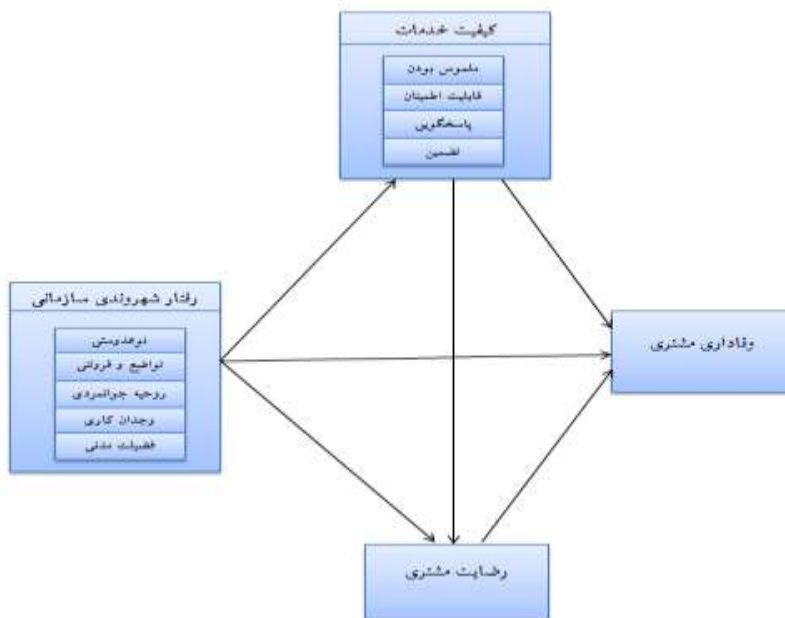 کیفیت خدمات
ملموس بودن
قابلیت اطمینان
پاسخگویی
تضمین
رفتار شهروندی سازمانی
نوعدوستی
تواضع و فروتنی
روحیه جوانمردی
وجدان کاری
فضیلت مدنی
وفاداری مشتری
رضایت مشتری